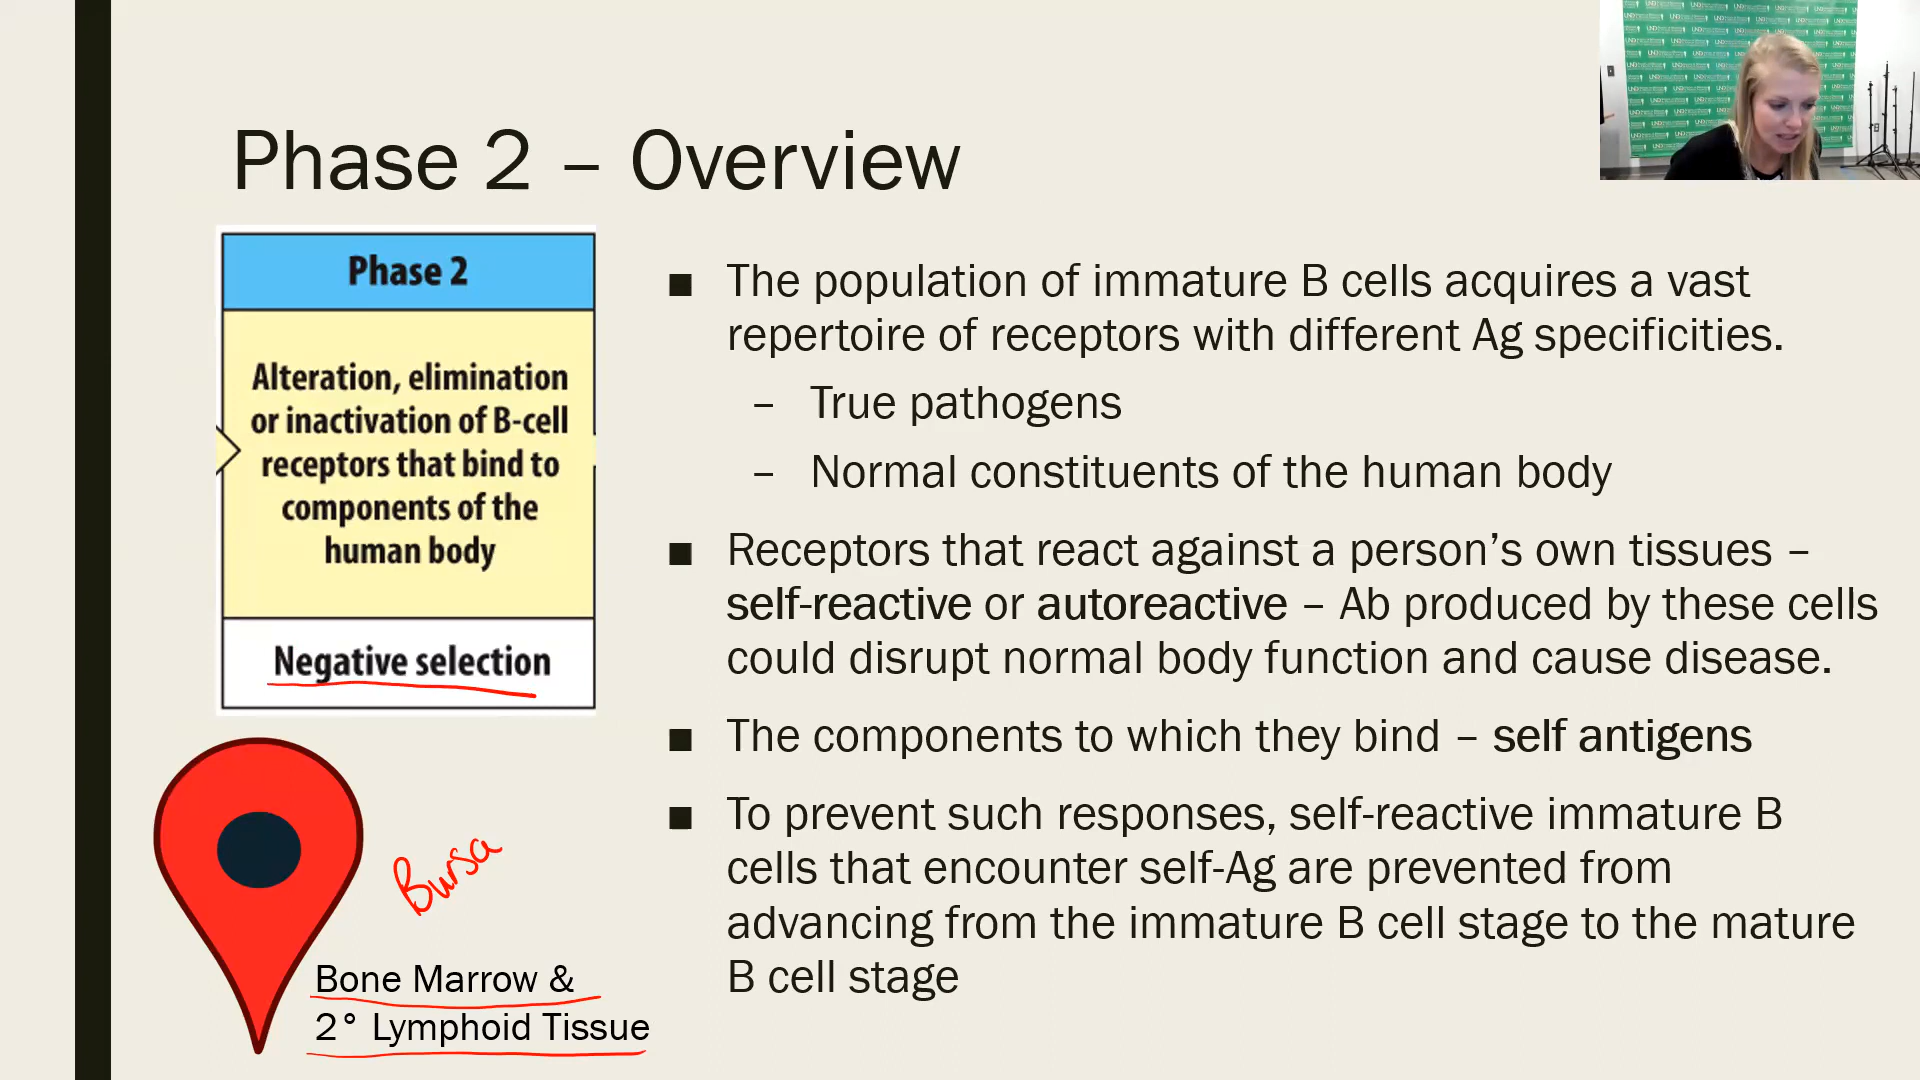 Phase 2 – Overview
Phase 2
Alteration, elimination
or inactivation of B-cell
receptors that bind to
components of the
human body
Negative selection
Bursa
Bone Marrow &
2° Lymphoid Tissue
■ The population of immature B cells acquires a vast
repertoire of receptors with different Ag specificities.
– True pathogens
– Normal constituents of the human body
■ Receptors that react against a person’s own tissues –
self-reactive or autoreactive – Ab produced by these cells
could disrupt normal body function and cause disease.
■ The components to which they bind – self antigens
■ To prevent such responses, self-reactive immature B
cells that encounter self-Ag are prevented from
advancing from the immature B cell stage to the mature
B cell stage